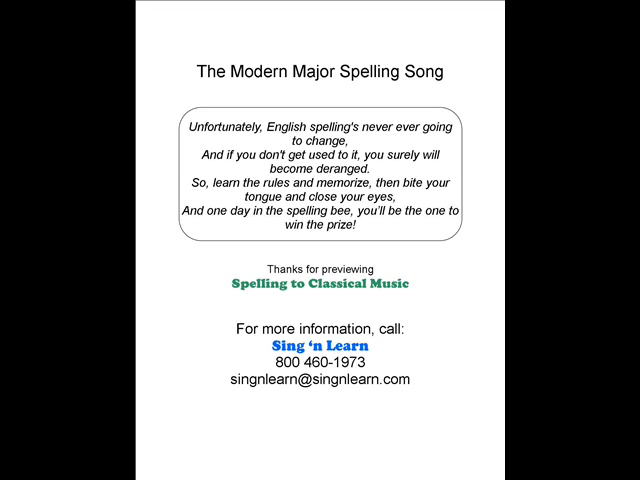 The Modern Major Spelling Song
Unfortunately, English spelling's never ever going
to change,
And if you don't get used to it, you surely will
become deranged.
So, learn the rules and memorize, then bite your
tongue and close your eyes,
And one day in the spelling bee, you'll be the one to
win the prize!
Thanks for previewing
Spelling to Classical Music
For more information, call:
Sing ‘n Learn
800 460-1973
singnlearn@singnlearn.com